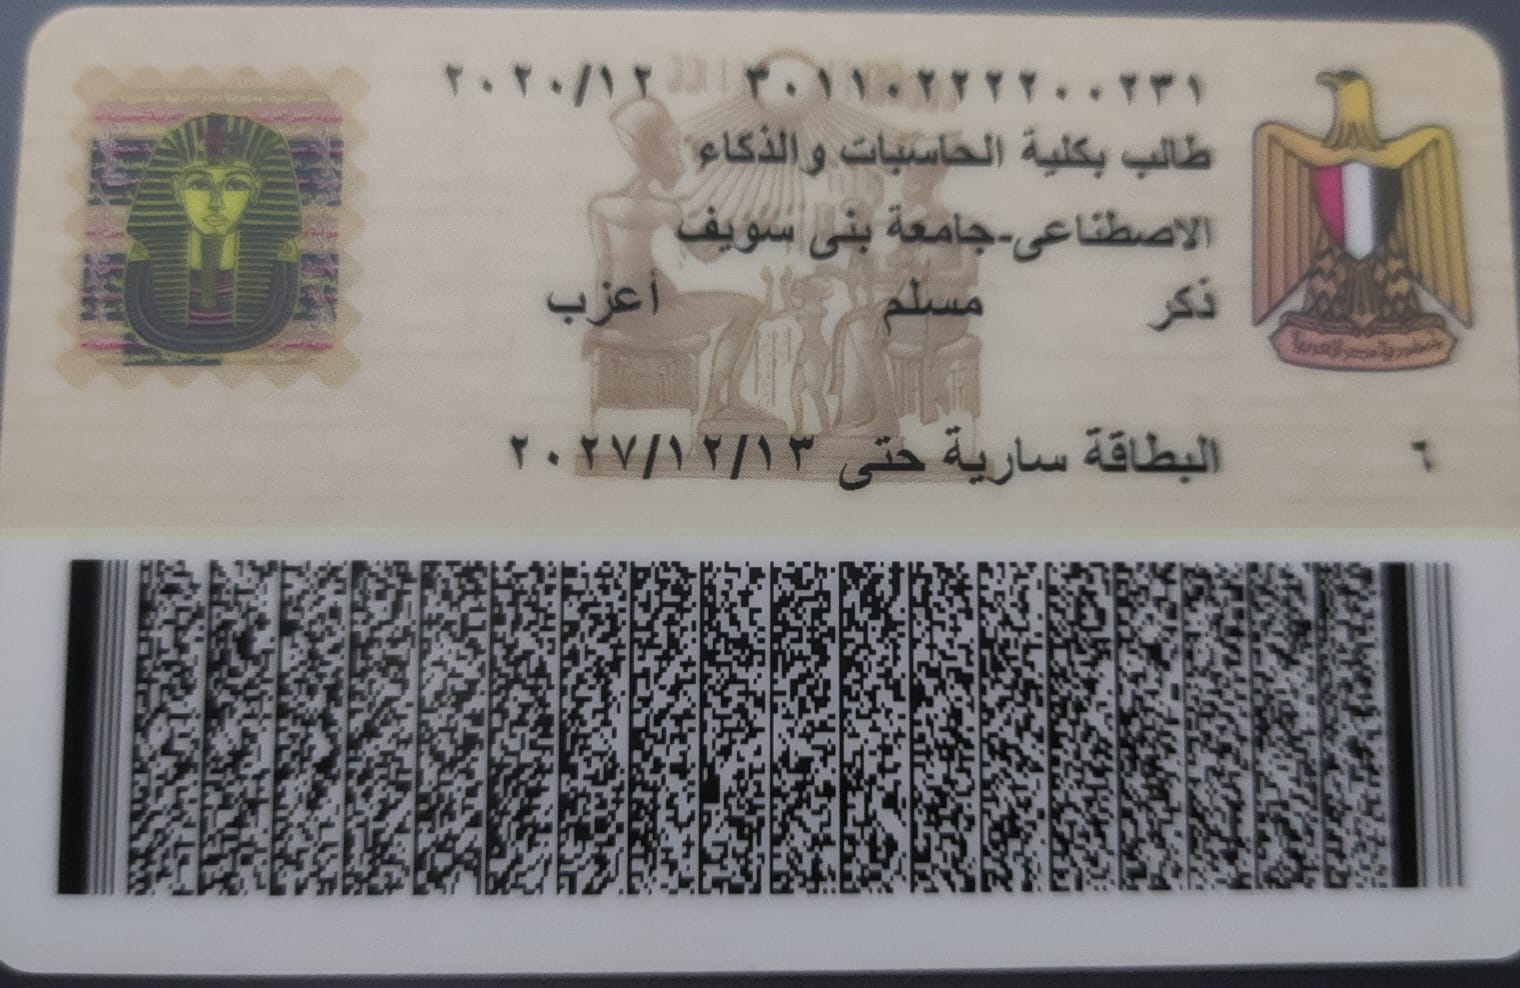 ٣٠١١٠٢٢٢٢٠٠٢٣١ ٢٠٢٠/١٢
طالب بكلية الحاسبات والذكاء
الاصطناعى-جامعة بنى سويف
ذكر مسلم أعزب
٦ البطاقة سارية حتى ٢٠٢٧/١٢/١٣
جمهورية مصر العربية